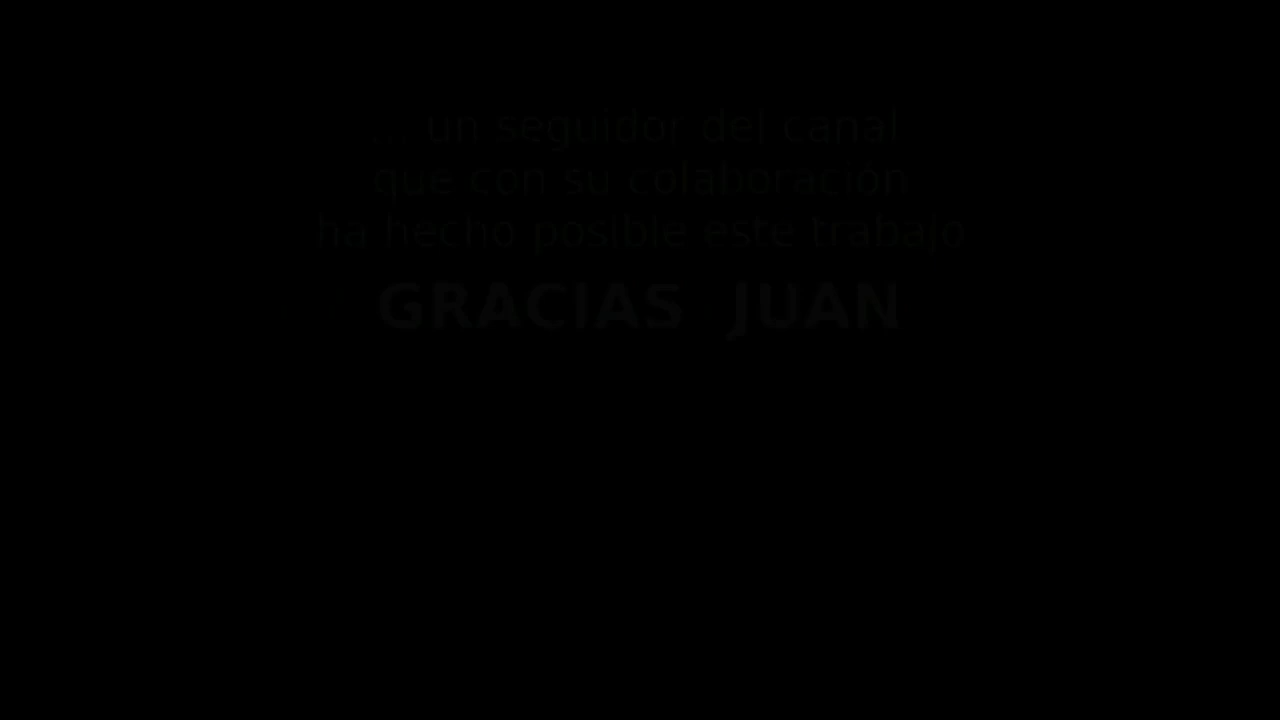 ... un seguidor del canal
que con su colaboración
ha hecho posible este trabajo
GRACIAS JUAN